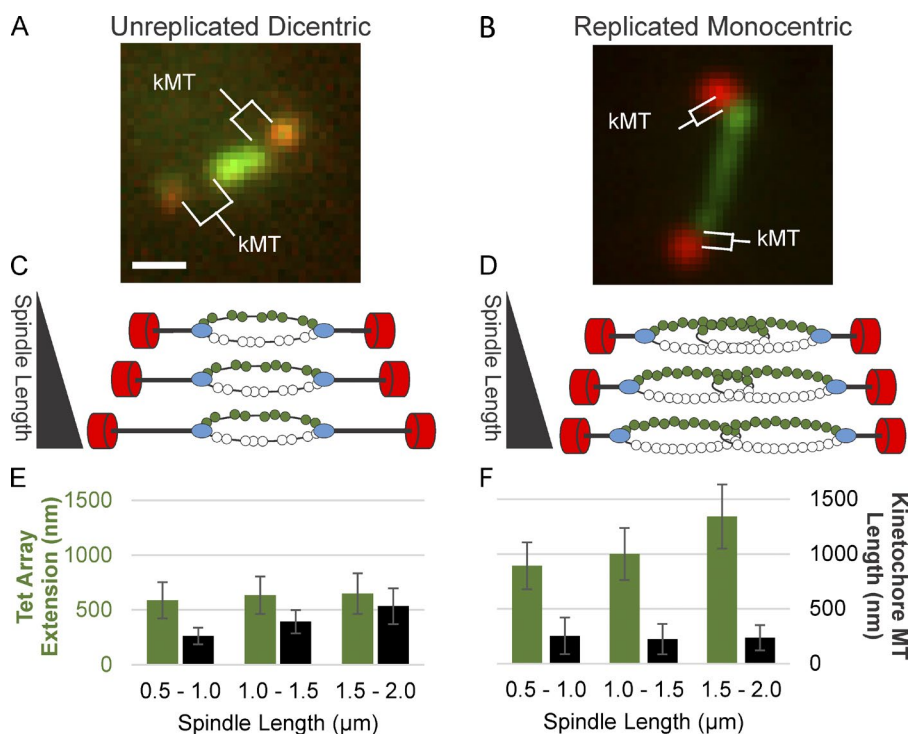 A
Unreplicated Dicentric
kMT
kMT
B
Replicated Monocentric
kMT
kMT
C
Spindle Length
D
Spindle Length
E
Tet Array
Extension (nm)
1500
1000
500
0
0.5 - 1.0
1.0 - 1.5
1.5 - 2.0
Spindle Length (µm)
F
1500
1000
500
0
Kinetochore MT
Length (nm)
0.5 - 1.0
1.0 - 1.5
1.5 - 2.0
Spindle Length (µm)